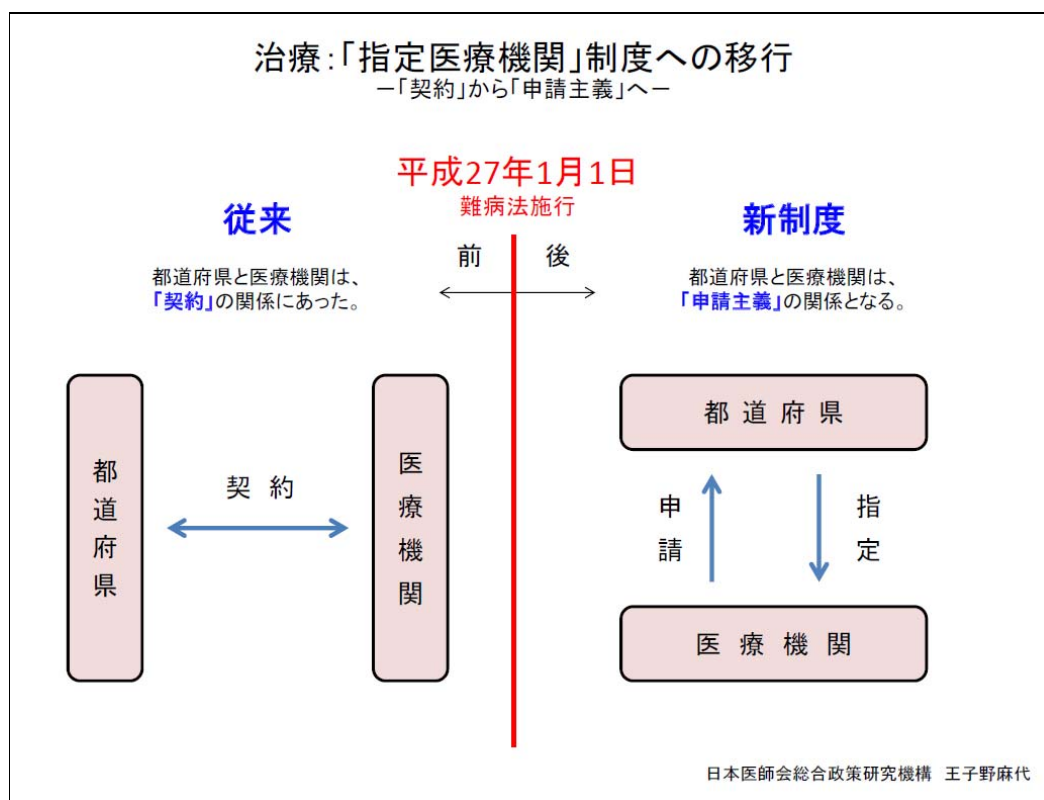 治療：「指定医療機関」制度への移行
－「契約」から「申請主義」へ－
平成27年1月1日
難病法施行
従来
前
後
新制度
都道府県と医療機関は、
「契約」の関係にあった。
都道府県と医療機関は、
「申請主義」の関係となる。
都道府県
契約
医療機関
都道府県
申請
指定
医療機関
日本医師会総合政策研究機構 王子野麻代